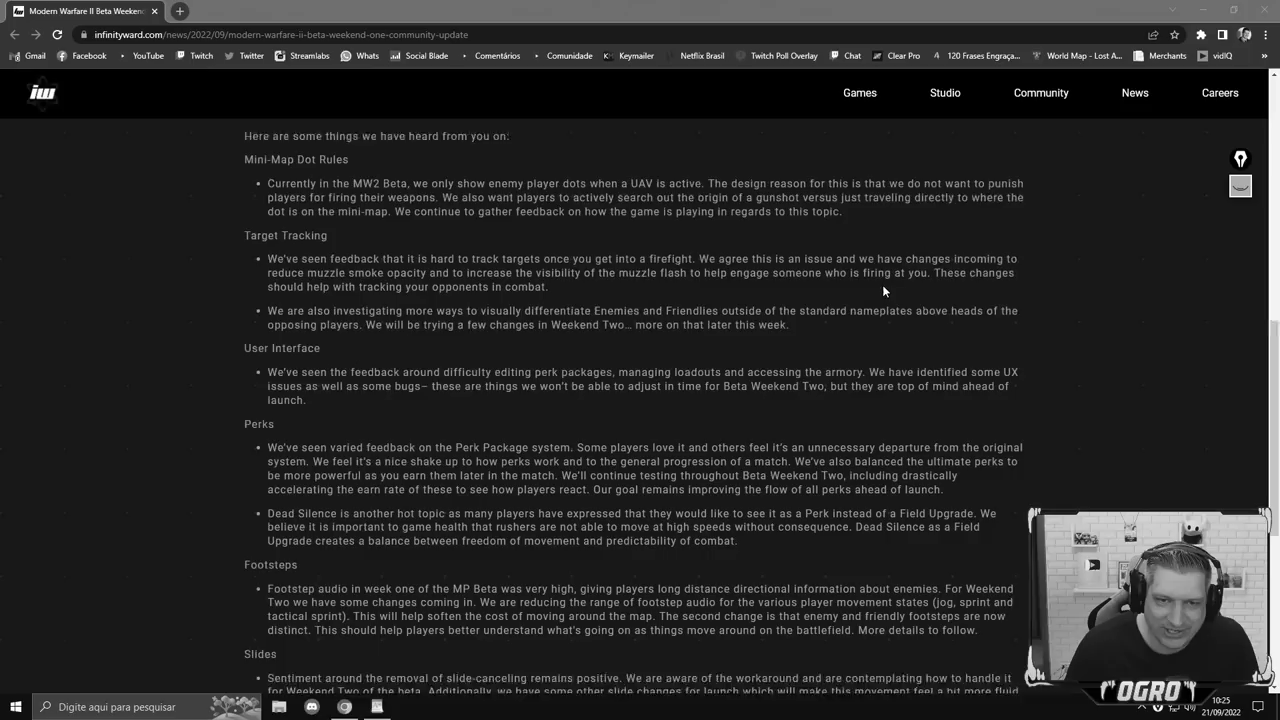 Modern Warfare II Beta Weekend
infinityward.com/news/2022/09/modern-warfare-ii-beta-weekend-one-community-update
Gmail Facebook YouTube Twitch Twitter Streamlabs Whats Social Blade Comentários Comunidade Keymailer Netflix Brasil Twitch Poll Overlay Chat Clear Pro 120 Frases Engraça... World Map - Lost A... Merchants vidIQ
iw Games Studio Community News Careers
Here are some things we have heard from you on:
Mini-Map Dot Rules
• Currently in the MW2 Beta, we only show enemy player dots when a UAV is active. The design reason for this is that we do not want to punish
players for firing their weapons. We also want players to actively search out the origin of a gunshot versus just traveling directly to where the
dot is on the mini-map. We continue to gather feedback on how the game is playing in regards to this topic.
Target Tracking
• We've seen feedback that it is hard to track targets once you get into a firefight. We agree this is an issue and we have changes incoming to
reduce muzzle smoke opacity and to increase the visibility of the muzzle flash to help engage someone who is firing at you. These changes
should help with tracking your opponents in combat.
• We are also investigating more ways to visually differentiate Enemies and Friendlies outside of the standard nameplates above heads of the
opposing players. We will be trying a few changes in Weekend Two… more on that later this week.
User Interface
• We've seen the feedback around difficulty editing perk packages, managing loadouts and accessing the armory. We have identified some UX
issues as well as some bugs– these are things we won't be able to adjust in time for Beta Weekend Two, but they are top of mind ahead of
launch.
Perks
• We've seen varied feedback on the Perk Package system. Some players love it and others feel it's an unnecessary departure from the original
system. We feel it's a nice shake up to how perks work and to the general progression of a match. We've also balanced the ultimate perks to
be more powerful as you earn them later in the match. We'll continue testing throughout Beta Weekend Two, including drastically
accelerating the earn rate of these to see how players react. Our goal remains improving the flow of all perks ahead of launch.
• Dead Silence is another hot topic as many players have expressed that they would like to see it as a Perk instead of a Field Upgrade. We
believe it is important to game health that rushers are not able to move at high speeds without consequence. Dead Silence as a Field
Upgrade creates a balance between freedom of movement and predictability of combat.
Footsteps
• Footstep audio in week one of the MP Beta was very high, giving players long distance directional information about enemies. For Weekend
Two we have some changes coming in. We are reducing the range of footstep audio for the various player movement states (jog, sprint and
tactical sprint). This will help soften the cost of moving around the map. The second change is that enemy and friendly footsteps are now
distinct. This should help players better understand what's going on as things move around on the battlefield. More details to follow.
Slides
• Sentiment around the removal of slide-canceling remains positive. We are aware of the workaround and are contemplating how to handle it
for Weekend Two of the beta. Additionally, we have some other slide changes for launch which will make this movement feel a bit more fluid
OGRO
Digite aqui para pesquisar
10:25
21/09/2022